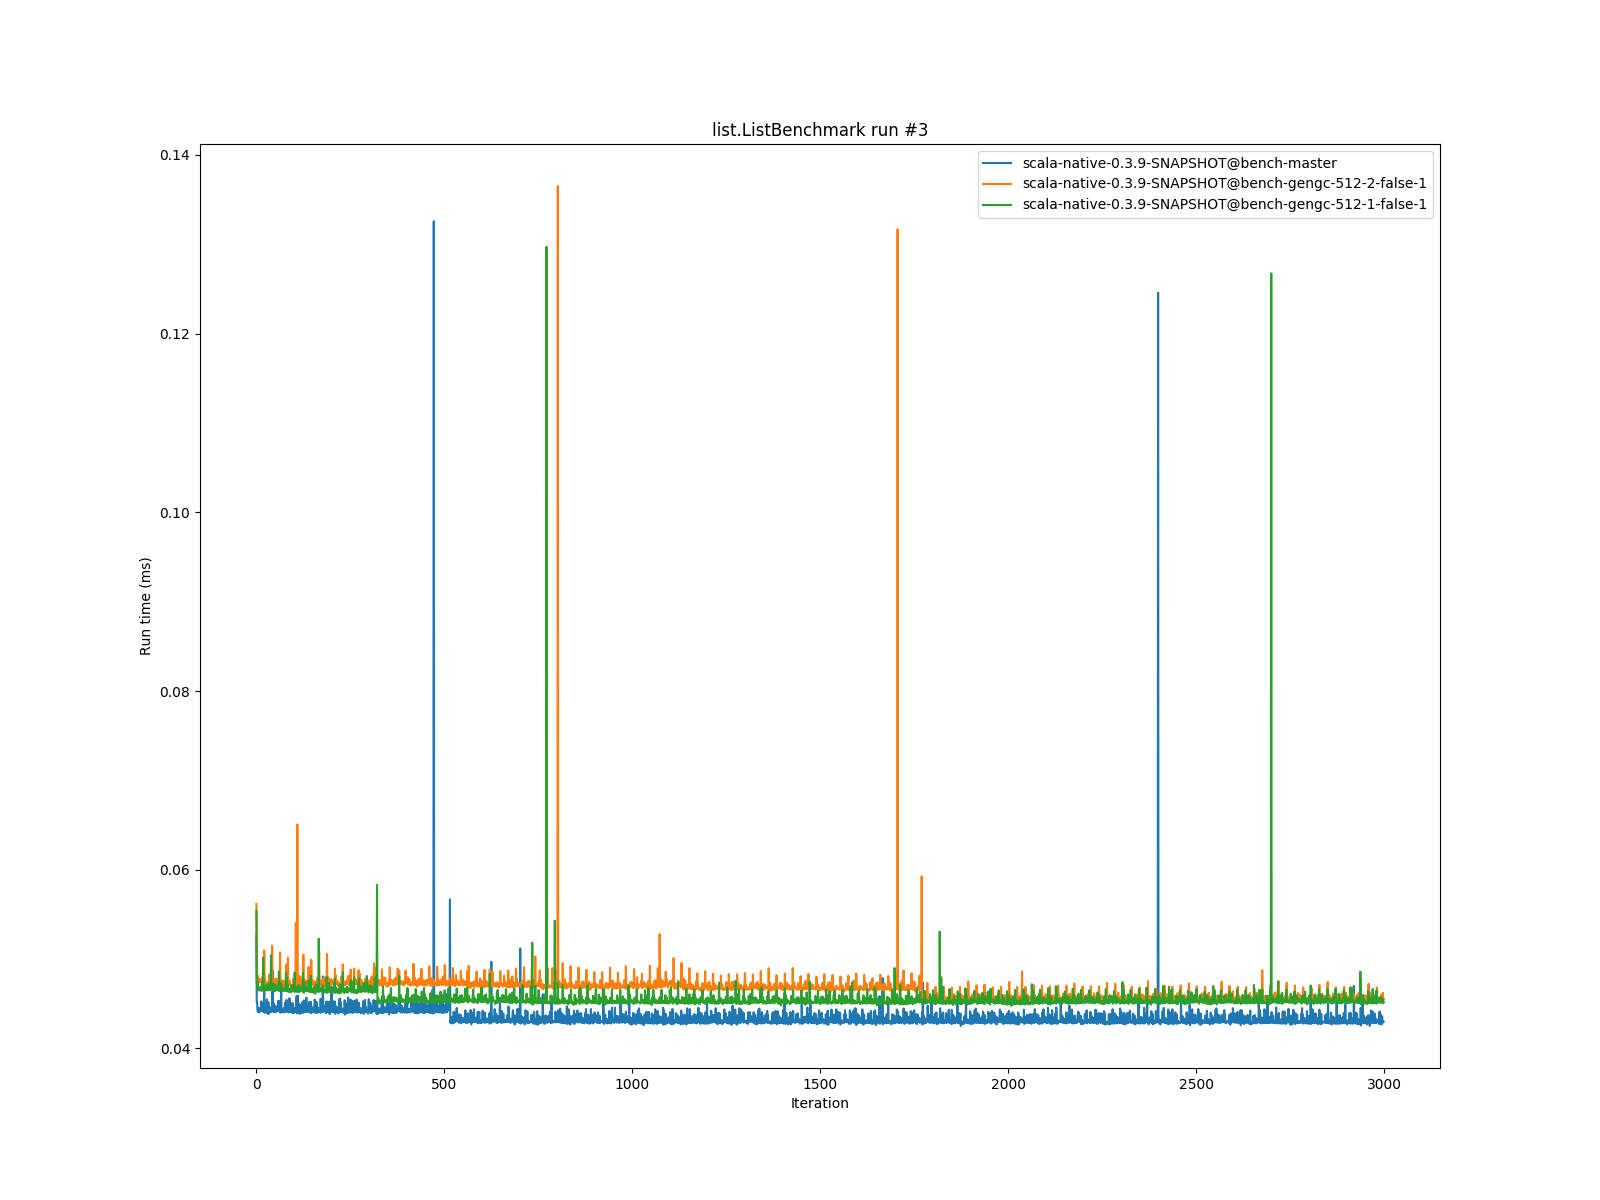 list.ListBenchmark run #3
scala-native-0.3.9-SNAPSHOT@bench-master
scala-native-0.3.9-SNAPSHOT@bench-gengc-512-2-false-1
scala-native-0.3.9-SNAPSHOT@bench-gengc-512-1-false-1
0.14
0.12
0.10
0.08
0.06
0.04
Run time (ms)
0 500 1000 1500 2000 2500 3000
Iteration